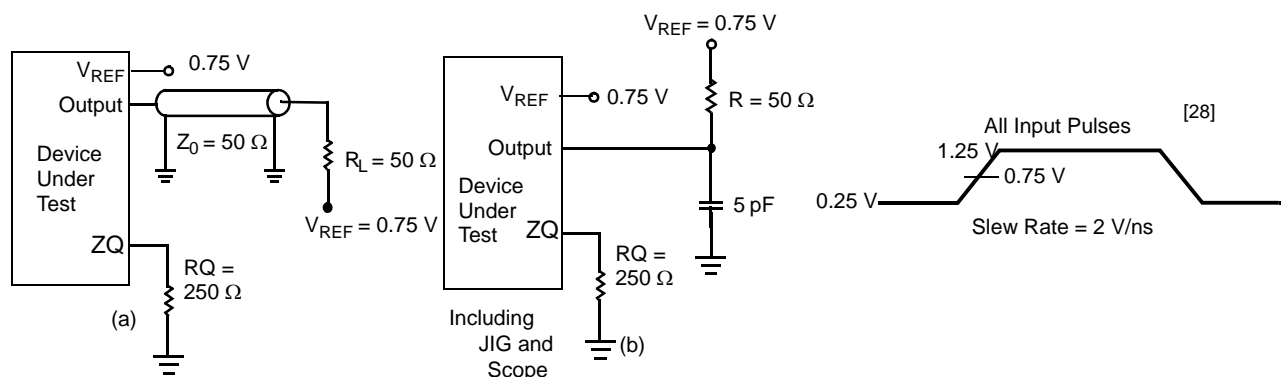 V_REF
0.75 V
Output
Z_0 = 50 Ω
Device
Under
Test
R_L = 50 Ω
V_REF = 0.75 V
ZQ
RQ =
250 Ω
(a)
V_REF = 0.75 V
R = 50 Ω
V_REF
0.75 V
Output
Device
Under
Test
5 pF
ZQ
RQ =
250 Ω
Including
JIG and
Scope
(b)
[28]
All Input Pulses
1.25 V
0.75 V
0.25 V
Slew Rate = 2 V/ns